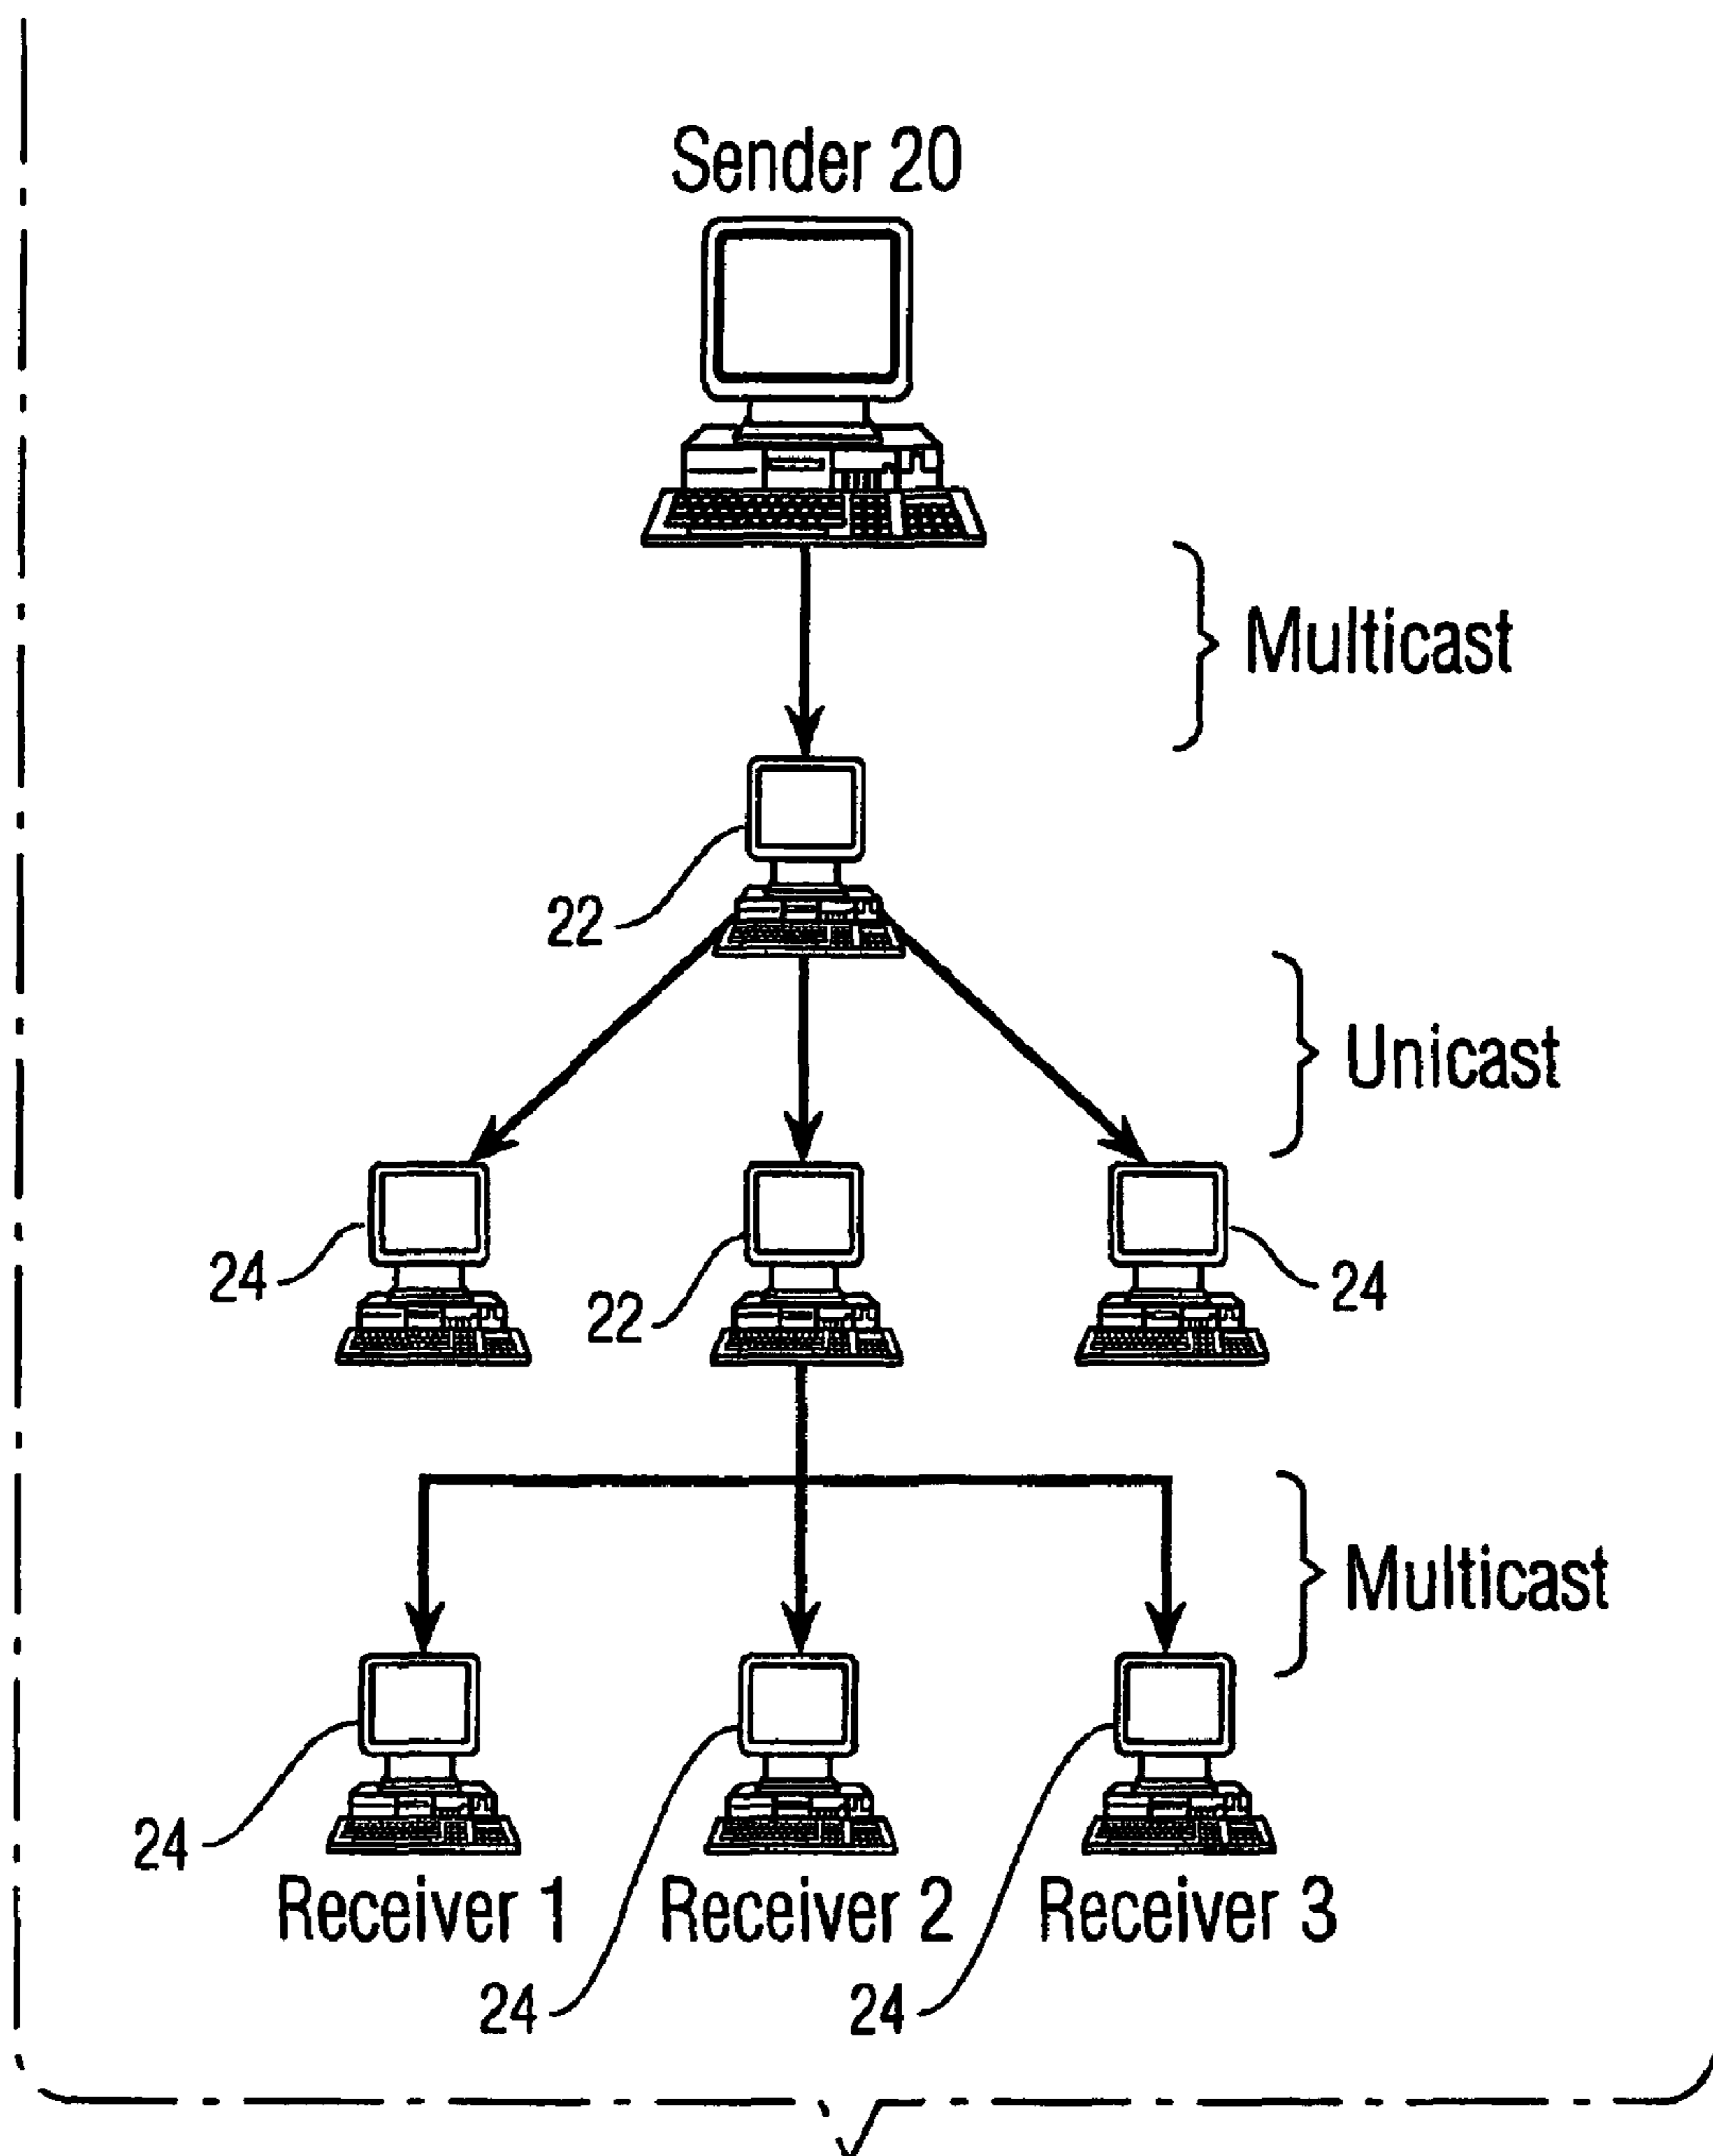 Sender 20
Multicast
22
Unicast
24
22
24
Multicast
24
Receiver 1
Receiver 2
Receiver 3
24
24